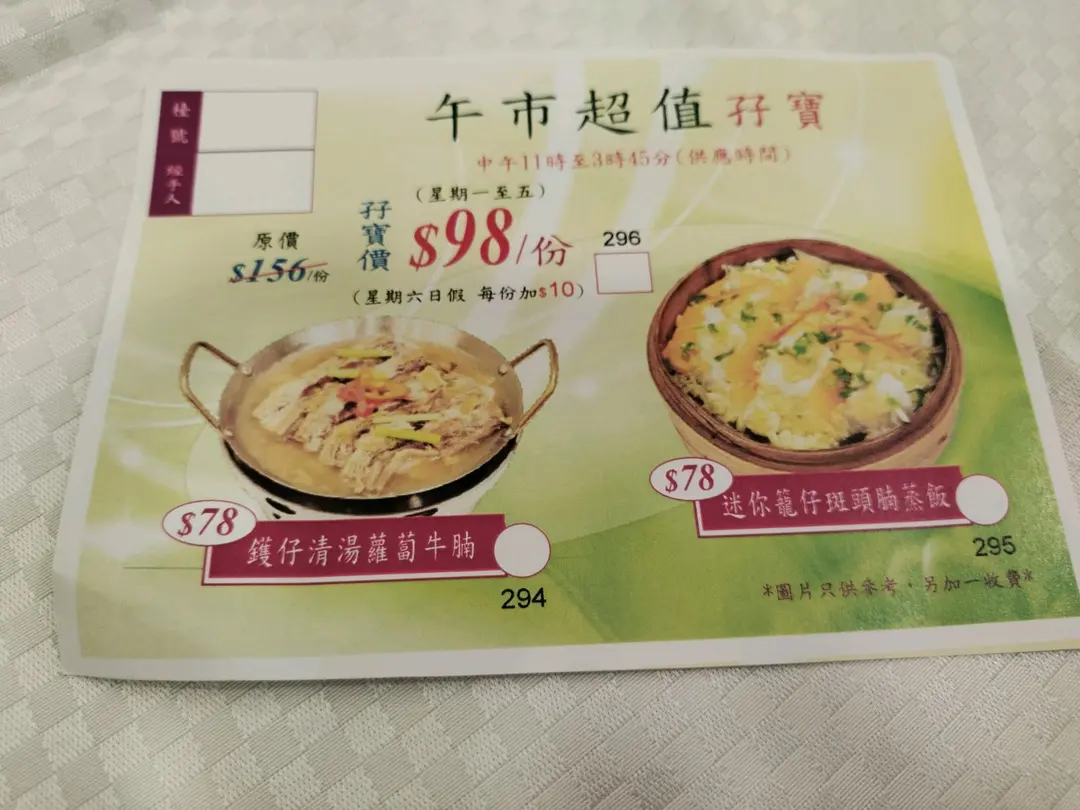 檯號
經手人
午市超值孖寶
中午11時至3時45分(供應時間)
(星期一至五)
孖寶價
$98/份
原價
$156/份
296
(星期六日假 每份加$10)
$78
鑊仔清湯蘿蔔牛腩
294
$78
迷你籠仔斑頭腩蒸飯
295
*圖片只供參考,另加一收費*